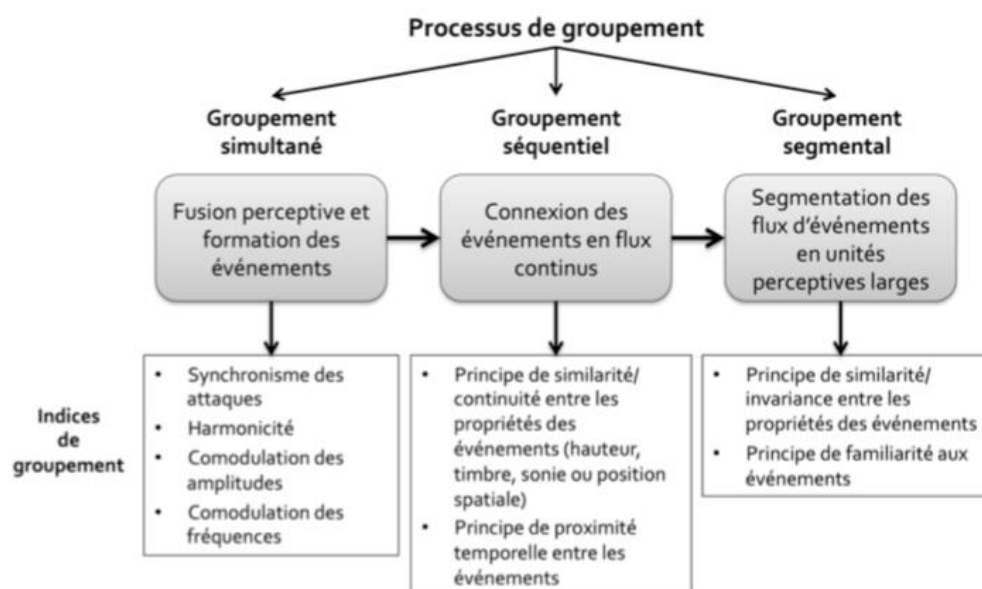 Processus de groupement
Groupement
simultané
Groupement
séquentiel
Groupement
segmental
Fusion perceptive et
formation des
événements
Connexion des
événements en flux
continus
Segmentation des
flux d'événements
en unités
perceptives larges
Indices
de
groupement
• Synchronisme des
attaques
• Harmonicité
• Comodulation des
amplitudes
• Comodulation des
fréquences
• Principe de similarité/
continuité entre les
propriétés des
événements (hauteur,
timbre, sonie ou position
spatiale)
• Principe de proximité
temporelle entre les
événements
• Principe de similarité/
invariance entre les
propriétés des événements
• Principe de familiarité aux
événements